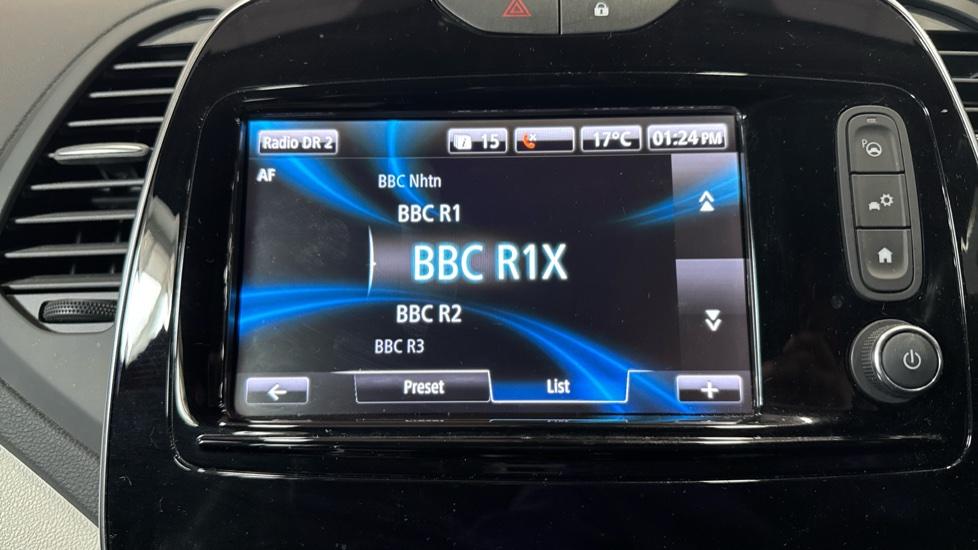 Radio DR 2 15 17°C 01:24 PM
AF
BBC Nhtn
BBC R1
BBC R1X
BBC R2
BBC R3
Preset List
P